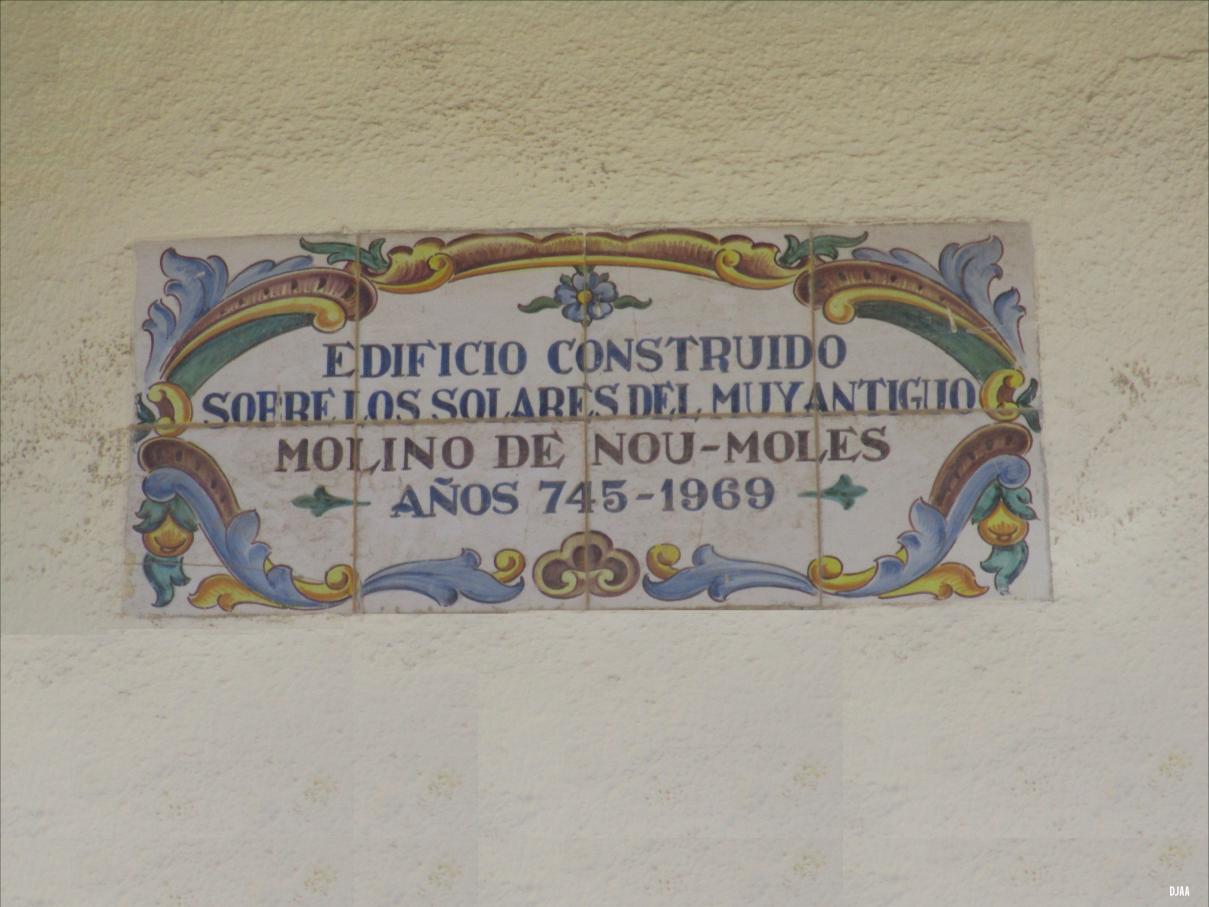 EDIFICIO CONSTRUIDO
SOBRE LOS SOLARES DEL MUY ANTIGUO
MOLINO DE NOU-MOLES
AÑOS 745-1969
DJAA